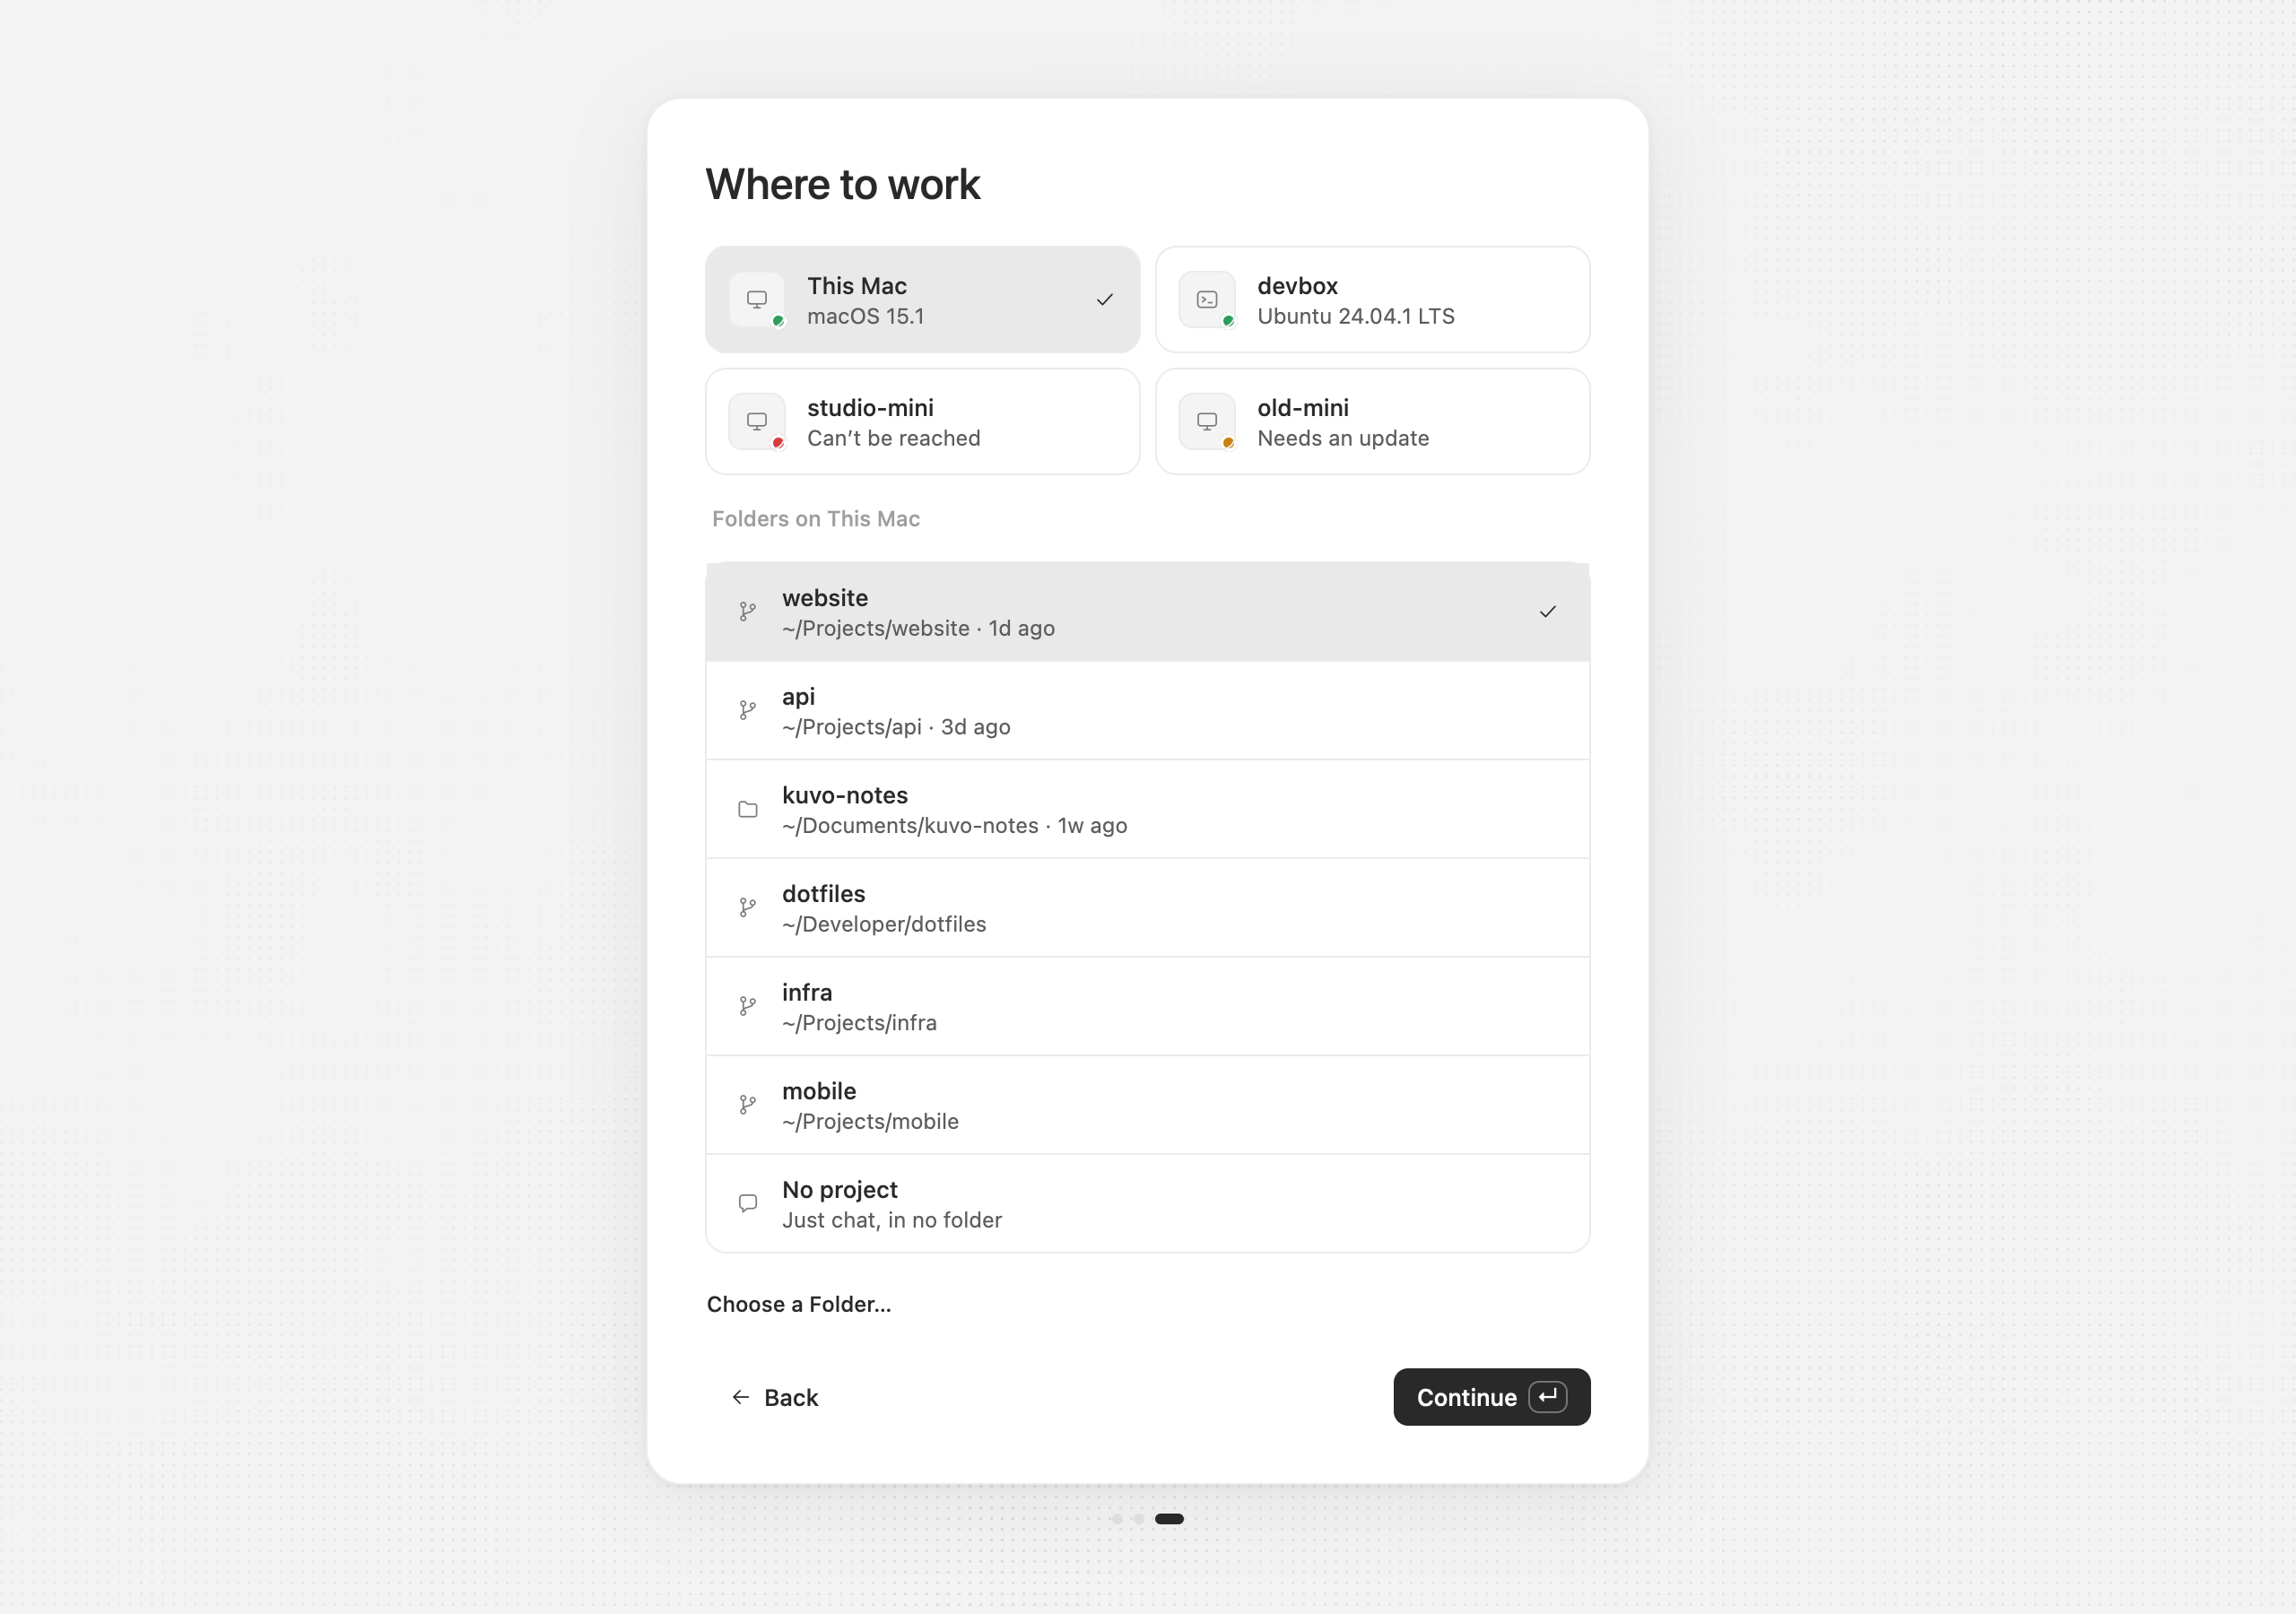 Where to work
This Mac
macOS 15.1
devbox
Ubuntu 24.04.1 LTS
studio-mini
Can’t be reached
old-mini
Needs an update
Folders on This Mac
website
~/Projects/website · 1d ago
api
~/Projects/api · 3d ago
kuvo-notes
~/Documents/kuvo-notes · 1w ago
dotfiles
~/Developer/dotfiles
infra
~/Projects/infra
mobile
~/Projects/mobile
No project
Just chat, in no folder
Choose a Folder...
Back
Continue